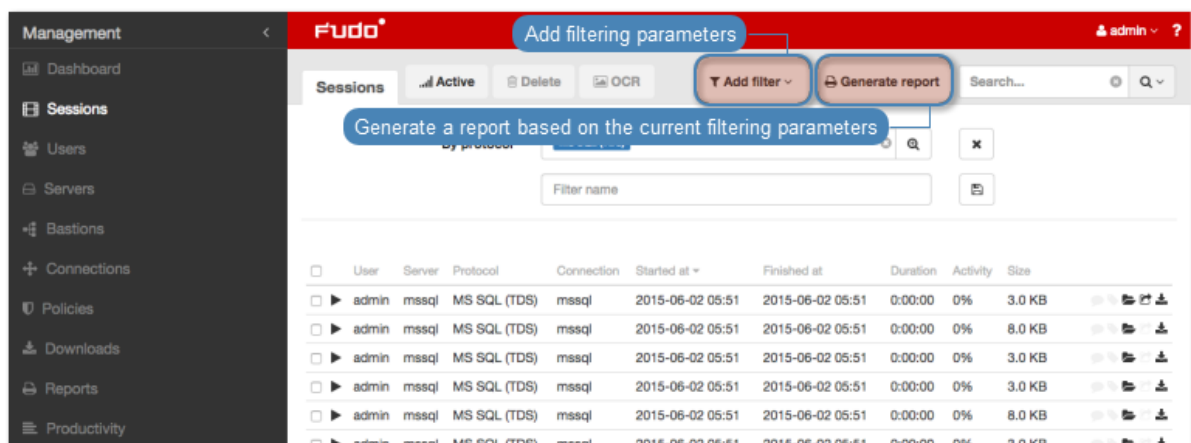 Management
Fudo
Add filtering parameters
admin
?
Dashboard
Sessions
Active
Delete
OCR
Add filter
Generate report
Search...
Sessions
Generate a report based on the current filtering parameters
Users
By protocol
Servers
Filter name
Bastions
Connections
User Server Protocol Connection Started at Finished at Duration Activity Size
admin mssql MS SQL (TDS) mssql 2015-06-02 05:51 2015-06-02 05:51 0:00:00 0% 3.0 KB
Policies
admin mssql MS SQL (TDS) mssql 2015-06-02 05:51 2015-06-02 05:51 0:00:00 0% 8.0 KB
Downloads
admin mssql MS SQL (TDS) mssql 2015-06-02 05:51 2015-06-02 05:51 0:00:00 0% 3.0 KB
Reports
admin mssql MS SQL (TDS) mssql 2015-06-02 05:51 2015-06-02 05:51 0:00:00 0% 3.0 KB
admin mssql MS SQL (TDS) mssql 2015-06-02 05:51 2015-06-02 05:51 0:00:00 0% 8.0 KB
Productivity